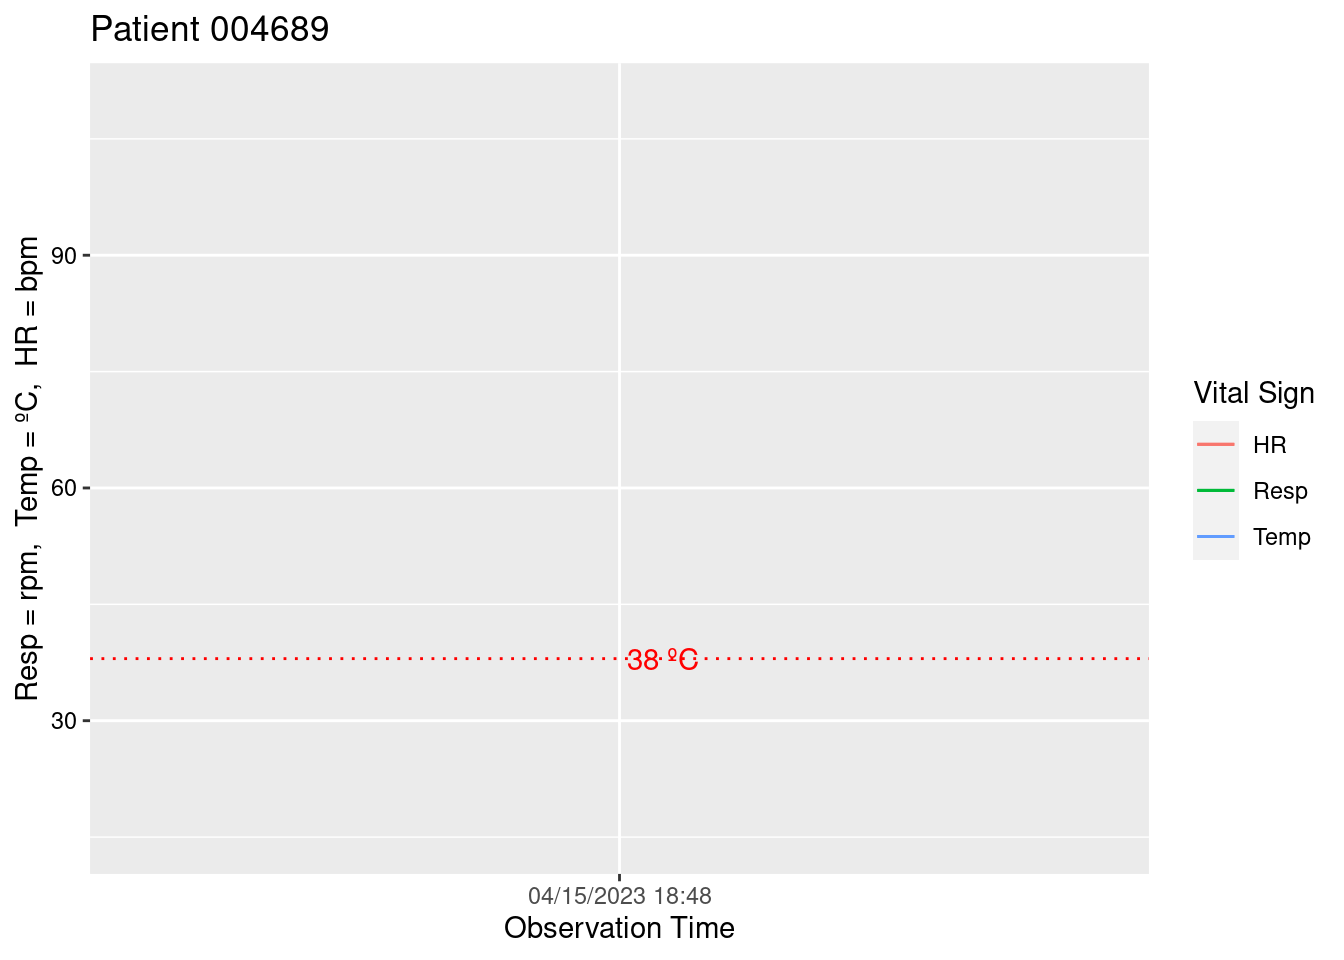 Patient 004689
Resp = rpm,  Temp = ºC,  HR = bpm
90
60
30
38 ºC
04/15/2023 18:48
Observation Time
Vital Sign
HR
Resp
Temp